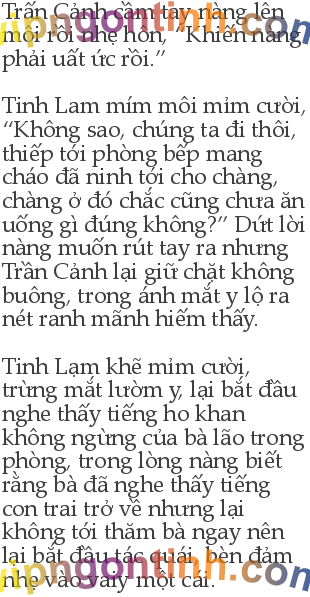 Trấn Cảnh cầm tay nàng lên
môi rồi nhẹ hôn, “Khiến nàng
phải uất ức rồi.”
Tinh Lam mím môi mỉm cười,
“Không sao, chúng ta đi thôi,
thiếp tới phòng bếp mang
cháo đã ninh tới cho chàng,
chàng ở đó chắc cũng chưa ăn
uống gì đúng không?” Dứt lời
nàng muốn rút tay ra nhưng
Trần Cảnh lại giữ chặt không
buông, trong ánh mắt y lộ ra
nét ranh mãnh hiếm thấy.
Tinh Lạm khẽ mỉm cười,
trừng mắt lườm y, lại bắt đầu
nghe thấy tiếng ho khan
không ngừng của bà lão trong
phòng, trong lòng nàng biết
rằng bà đã nghe thấy tiếng
con trai trở về nhưng lại
không tới thăm bà ngay nên
lại bắt đầu tác quái, bèn đấm
nhẹ vào vai y một cái.
vipngontinh.com